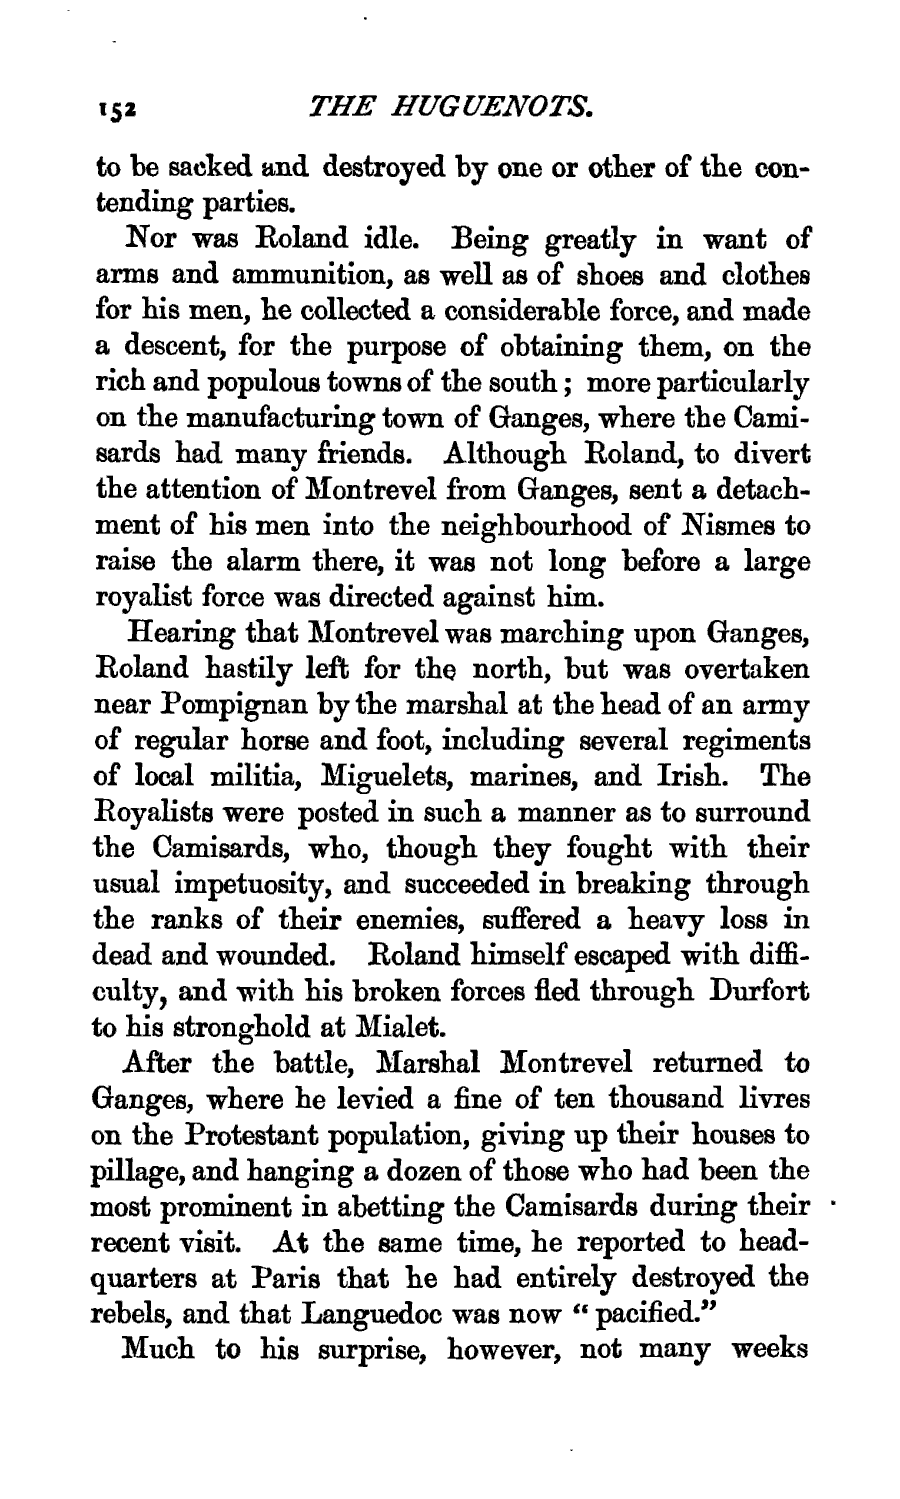 152 THE HUGUENOTS.
to be sacked and destroyed by one or other of the con-
tending parties.
Nor was Roland idle. Being greatly in want of
arms and ammunition, as well as of shoes and clothes
for his men, he collected a considerable force, and made
a descent, for the purpose of obtaining them, on the
rich and populous towns of the south; more particularly
on the manufacturing town of Ganges, where the Cami-
sards had many friends. Although Roland, to divert
the attention of Montrevel from Ganges, sent a detach-
ment of his men into the neighbourhood of Nismes to
raise the alarm there, it was not long before a large
royalist force was directed against him.
Hearing that Montrevel was marching upon Ganges,
Roland hastily left for the north, but was overtaken
near Pompignan by the marshal at the head of an army
of regular horse and foot, including several regiments
of local militia, Miguelets, marines, and Irish. The
Royalists were posted in such a manner as to surround
the Camisards, who, though they fought with their
usual impetuosity, and succeeded in breaking through
the ranks of their enemies, suffered a heavy loss in
dead and wounded. Roland himself escaped with diffi-
culty, and with his broken forces fled through Durfort
to his stronghold at Mialet.
After the battle, Marshal Montrevel returned to
Ganges, where he levied a fine of ten thousand livres
on the Protestant population, giving up their houses to
pillage, and hanging a dozen of those who had been the
most prominent in abetting the Camisards during their
recent visit. At the same time, he reported to head-
quarters at Paris that he had entirely destroyed the
rebels, and that Languedoc was now “pacified.”
Much to his surprise, however, not many weeks